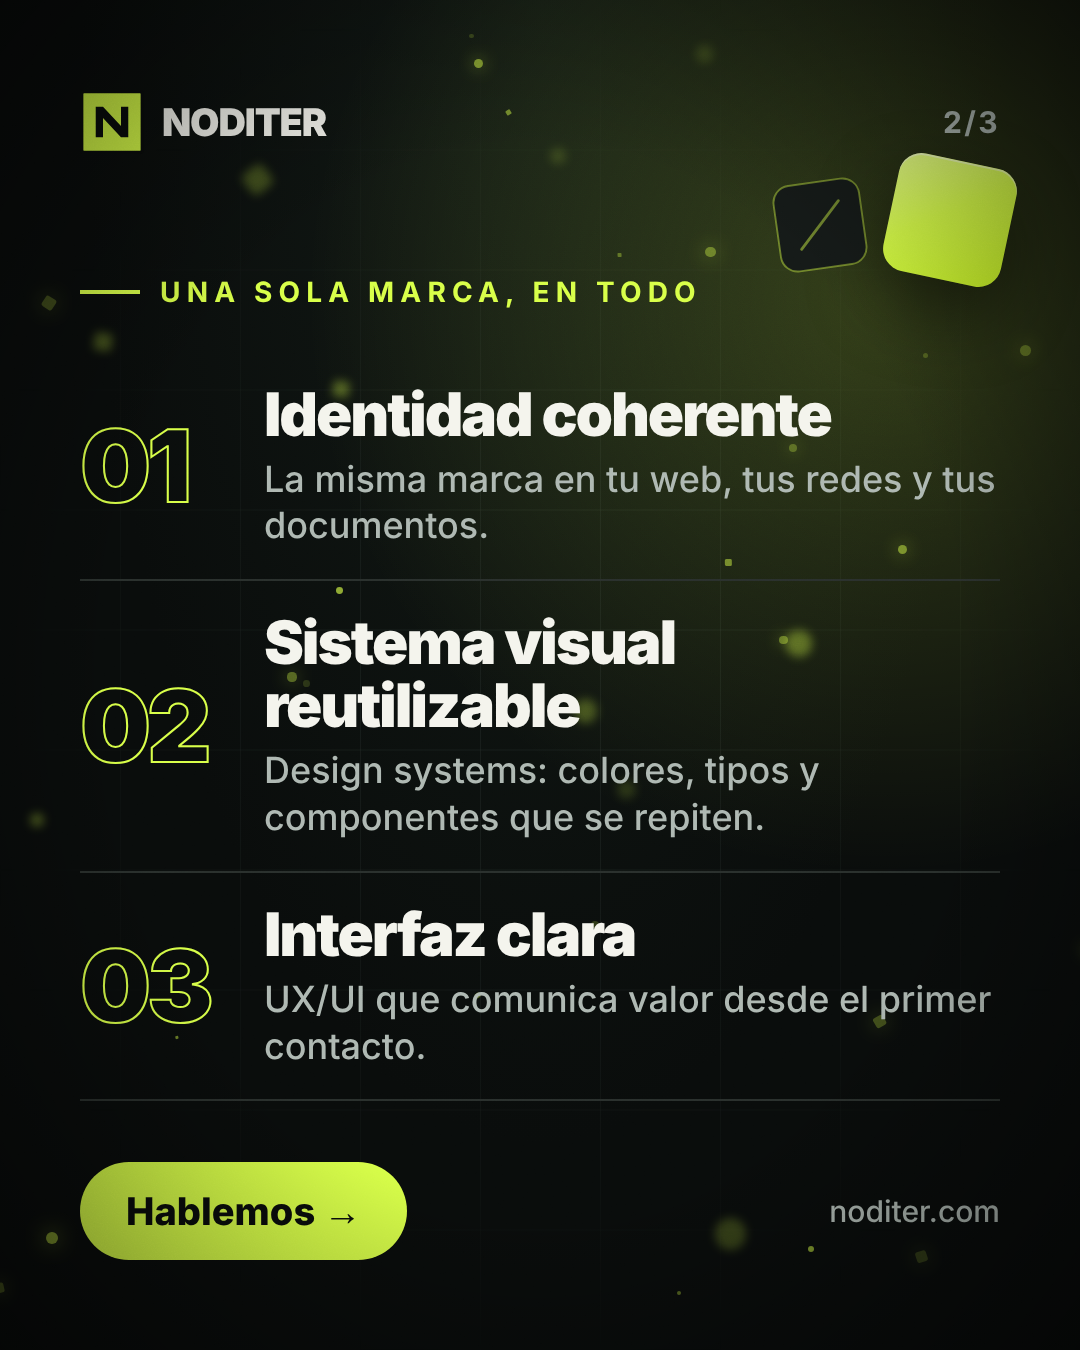 N NODITER
2/3
UNA SOLA MARCA, EN TODO
01
Identidad coherente
La misma marca en tu web, tus redes y tus
documentos.
02
Sistema visual
reutilizable
Design systems: colores, tipos y
componentes que se repiten.
03
Interfaz clara
UX/UI que comunica valor desde el primer
contacto.
Hablemos →
noditer.com